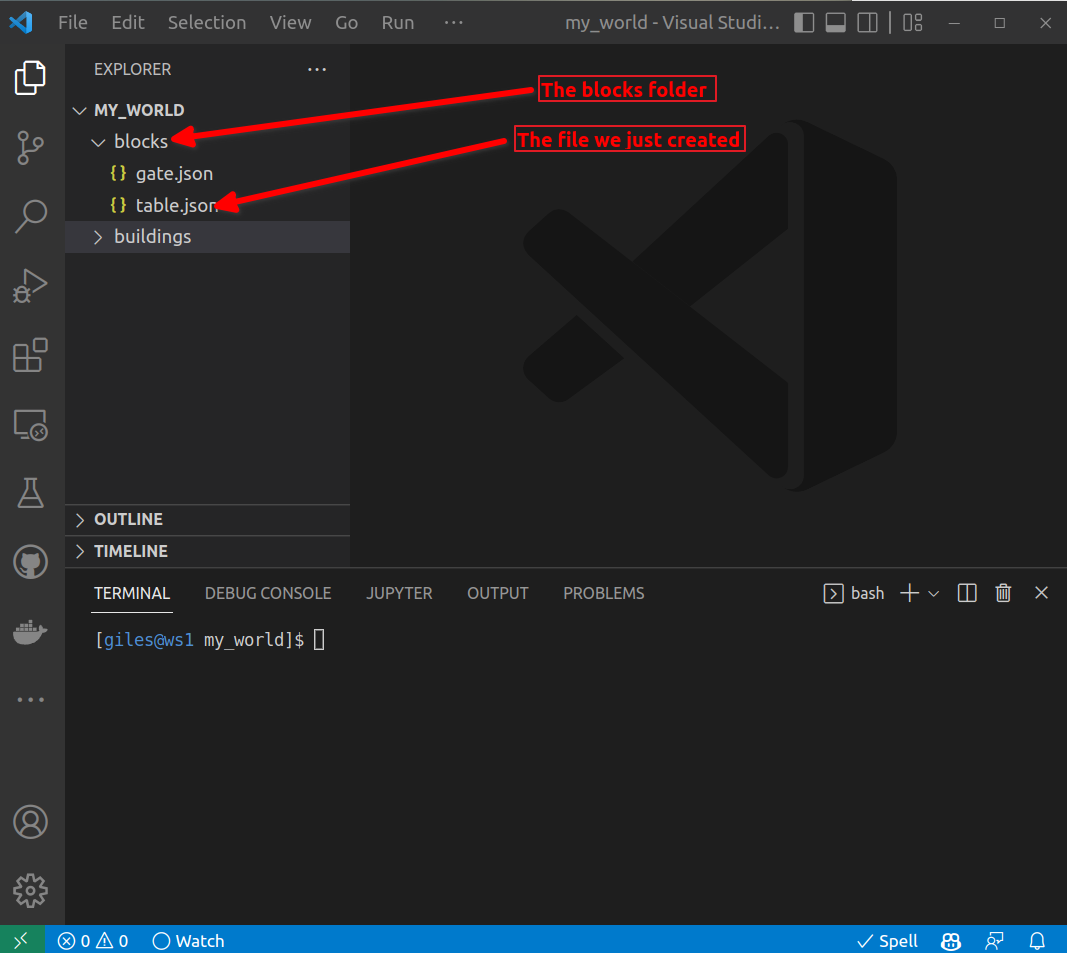 File Edit Selection View Go Run ··· my_world - Visual Studi...
EXPLORER ···
MY_WORLD
The blocks folder
blocks
The file we just created
{} gate.json
{} table.json
buildings
OUTLINE
TIMELINE
TERMINAL DEBUG CONSOLE JUPYTER OUTPUT PROBLEMS bash
[giles@ws1 my_world]$
0 0 Watch Spell